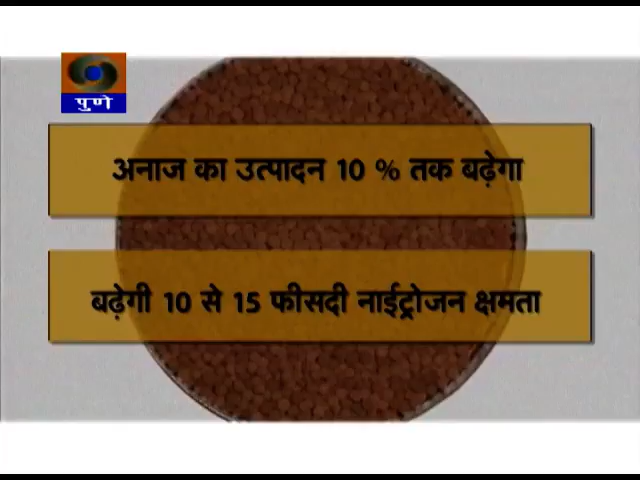 पुणे
अनाज का उत्पादन 10 % तक बढ़ेगा
बढ़ेगी 10 से 15 फीसदी नाईट्रोजन क्षमता